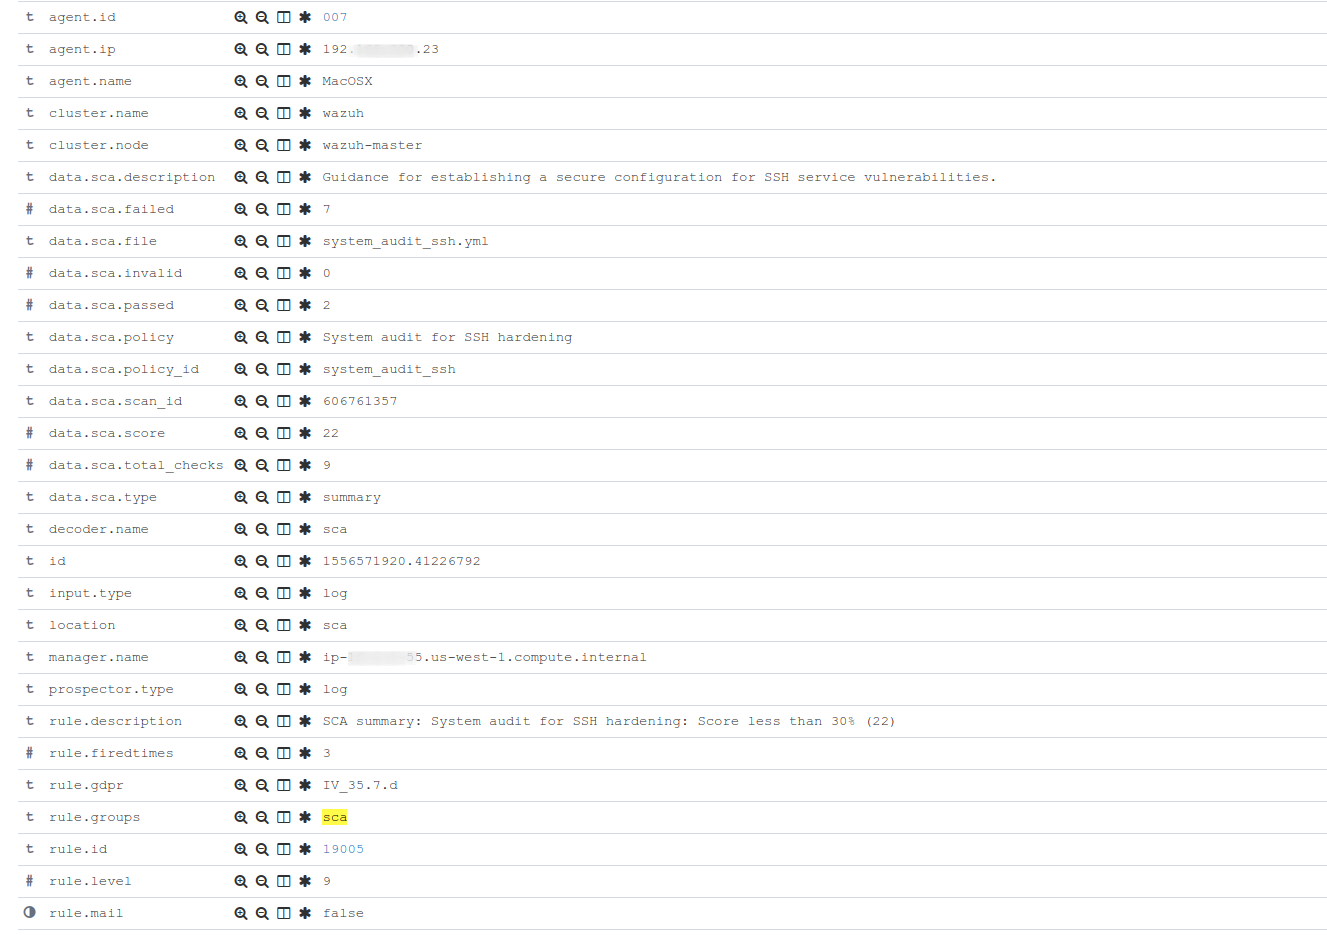 t agent.id 007
t agent.ip 192. .23
t agent.name MacOSX
t cluster.name wazuh
t cluster.node wazuh-master
t data.sca.description Guidance for establishing a secure configuration for SSH service vulnerabilities.
# data.sca.failed 7
t data.sca.file system_audit_ssh.yml
# data.sca.invalid 0
# data.sca.passed 2
t data.sca.policy System audit for SSH hardening
t data.sca.policy_id system_audit_ssh
t data.sca.scan_id 606761357
# data.sca.score 22
# data.sca.total_checks 9
t data.sca.type summary
t decoder.name sca
t id 1556571920.41226792
t input.type log
t location sca
t manager.name ip- 55.us-west-1.compute.internal
t prospector.type log
t rule.description SCA summary: System audit for SSH hardening: Score less than 30% (22)
# rule.firedtimes 3
t rule.gdpr IV_35.7.d
t rule.groups sca
t rule.id 19005
# rule.level 9
rule.mail false